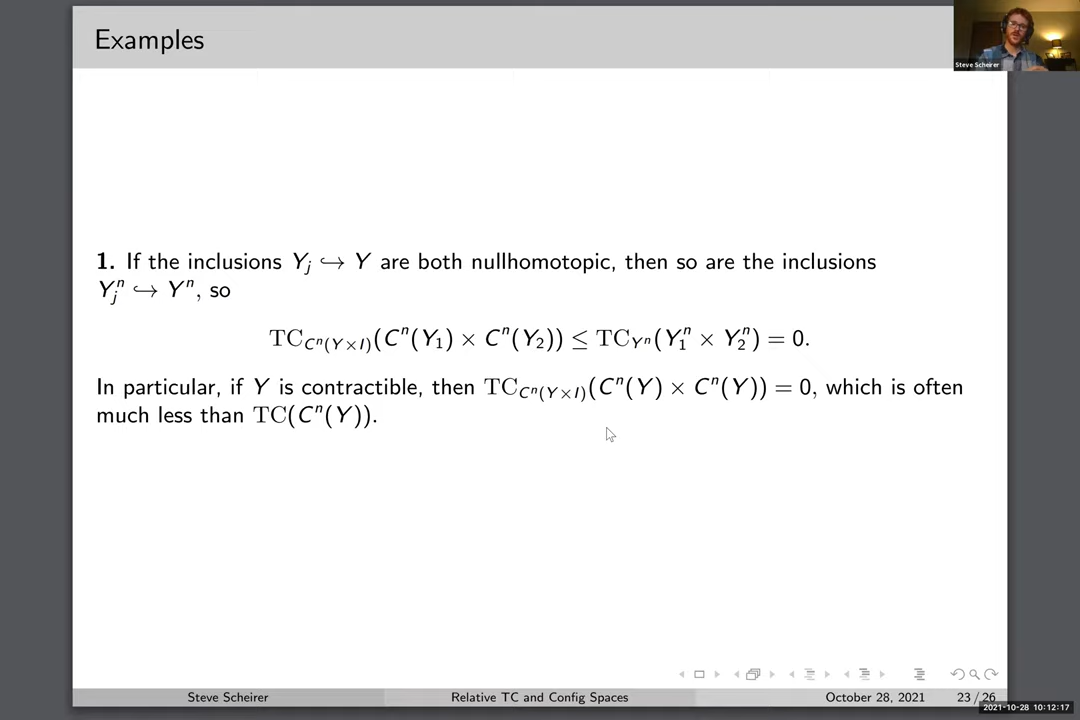 Examples
Steve Scheirer
1. If the inclusions Y_j ↪ Y are both nullhomotopic, then so are the inclusions
Y_j^n ↪ Y^n, so
TC_{C^n(Y×I)}(C^n(Y_1) × C^n(Y_2)) ≤ TC_{Y^n}(Y_1^n × Y_2^n) = 0.
In particular, if Y is contractible, then TC_{C^n(Y×I)}(C^n(Y) × C^n(Y)) = 0, which is often
much less than TC(C^n(Y)).
Steve Scheirer Relative TC and Config Spaces October 28, 2021 23 / 26
2021-10-28 10:12:17